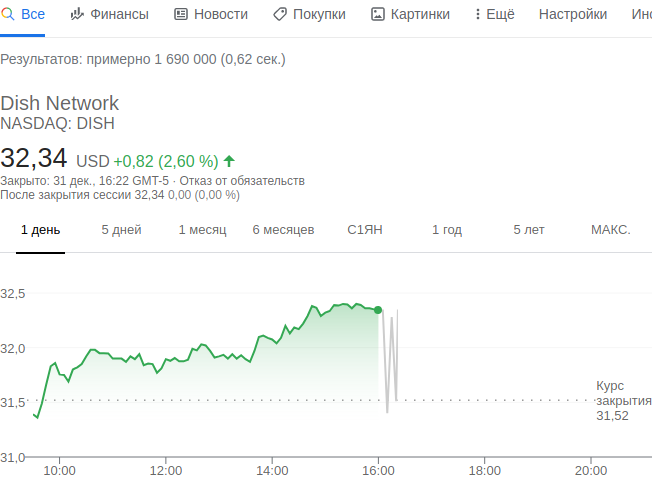 Все Финансы Новости Покупки Картинки Ещё Настройки
Результатов: примерно 1 690 000 (0,62 сек.)
Dish Network
NASDAQ: DISH
32,34 USD +0,82 (2,60 %)
Закрыто: 31 дек., 16:22 GMT-5 · Отказ от обязательств
После закрытия сессии 32,34 0,00 (0,00 %)
1 день 5 дней 1 месяц 6 месяцев С1ЯН 1 год 5 лет МАКС.
32,5
32,0
31,5
31,0
Курс
закрытия
31,52
10:00 12:00 14:00 16:00 18:00 20:00